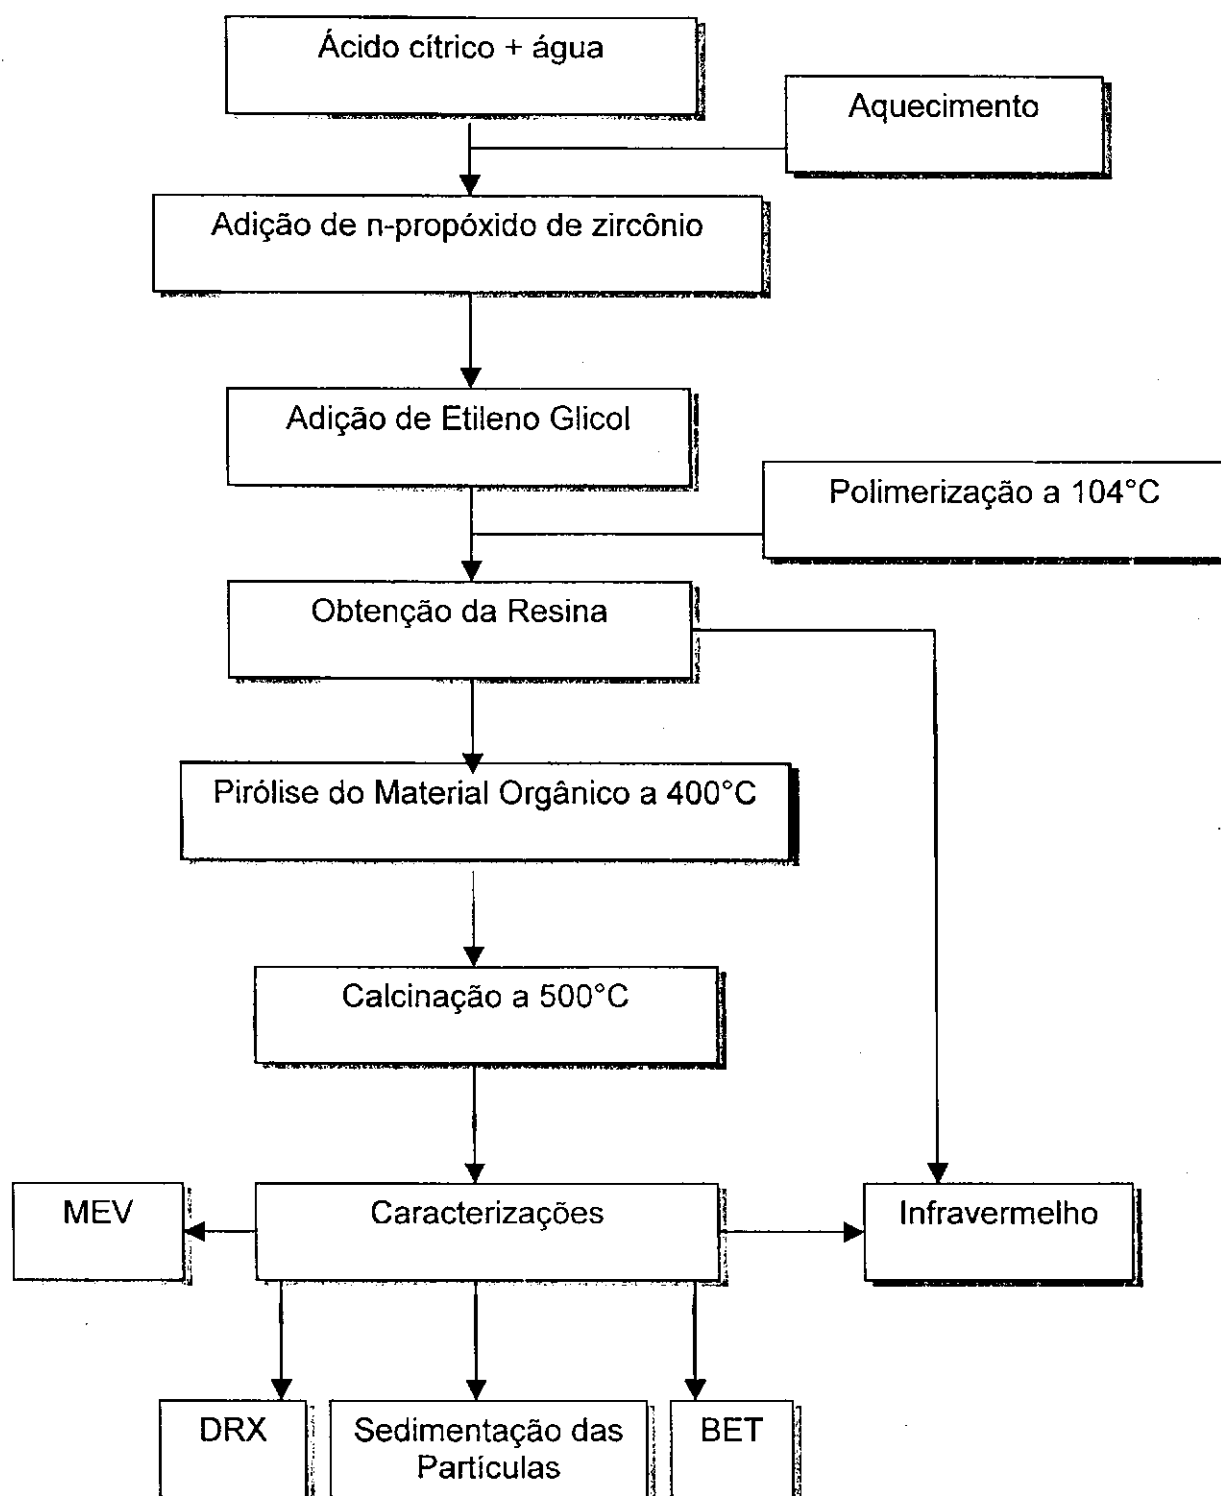 Ácido cítrico + água
Aquecimento
Adição de n-propóxido de zircônio
Adição de Etileno Glicol
Polimerização a 104°C
Obtenção da Resina
Pirólise do Material Orgânico a 400°C
Calcinação a 500°C
MEV
Caracterizações
Infravermelho
DRX
Sedimentação das
Partículas
BET